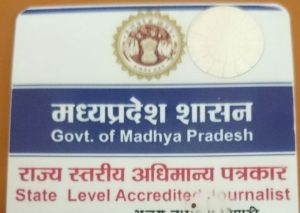 मध्यप्रदेश शासन
Govt. of Madhya Pradesh
राज्य स्तरीय अधिमान्य पत्रकार
State Level Accredited Journalist